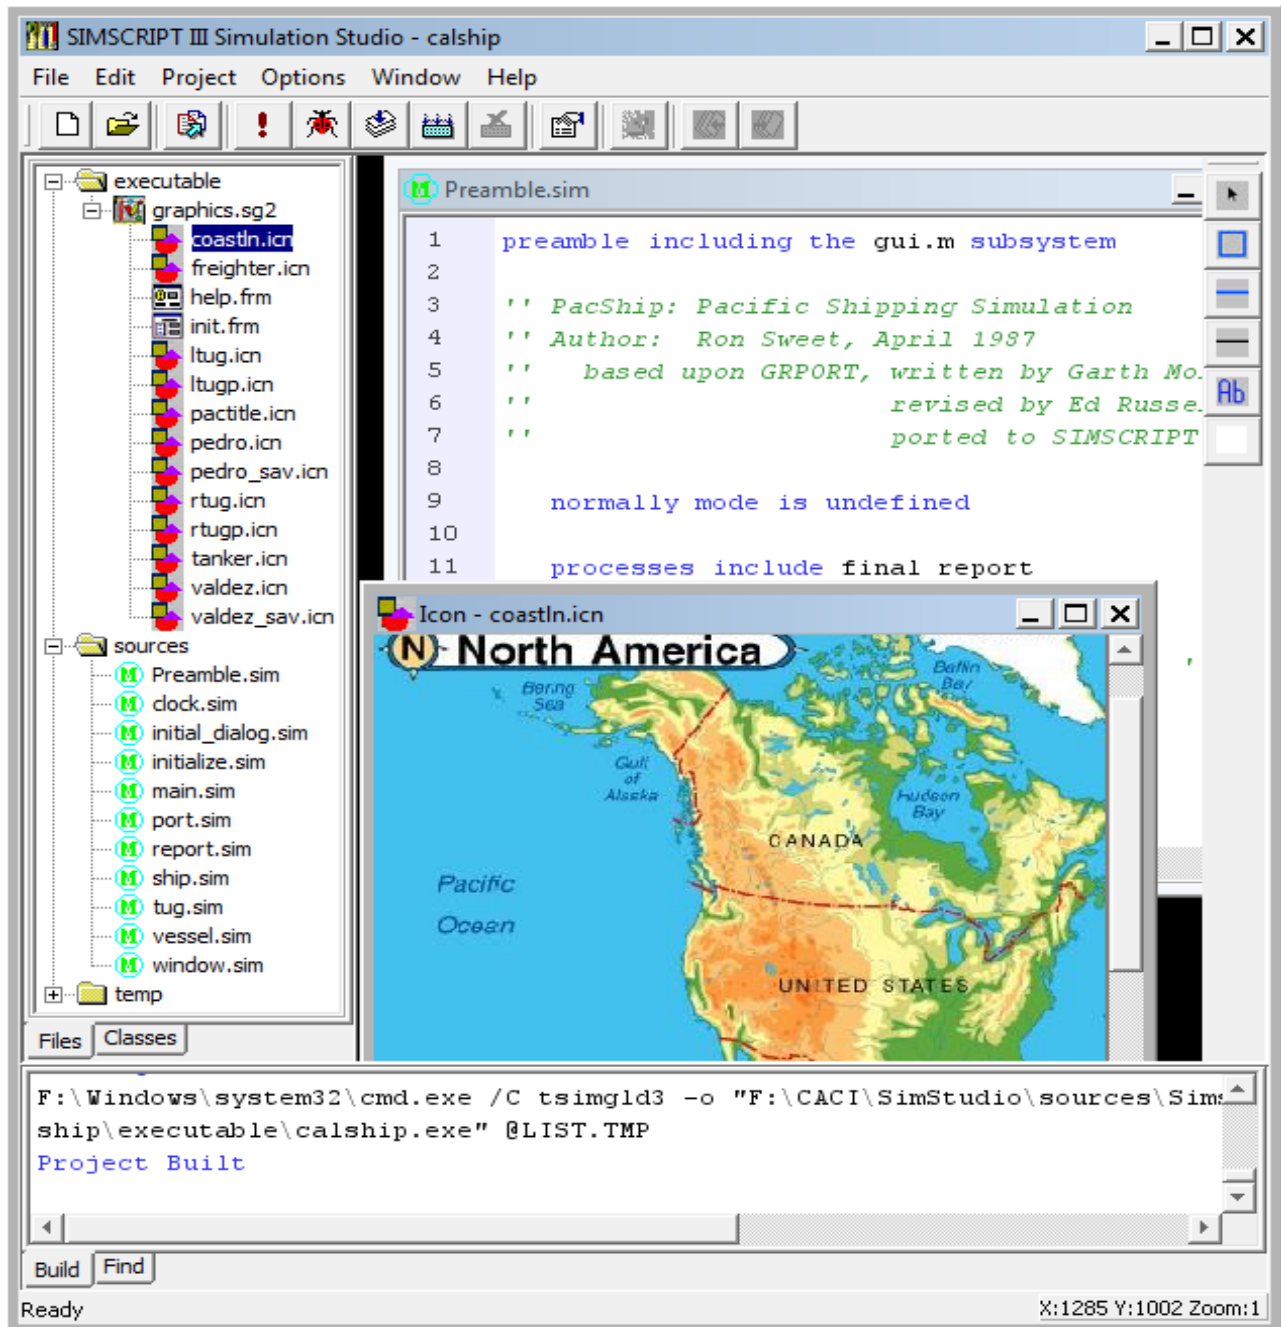 SIMSCRIPT III Simulation Studio - calship
File Edit Project Options Window Help
executable
graphics.sg2
coastln.icn
freighter.icn
help.frm
init.frm
ltug.icn
ltugp.icn
pactitle.icn
pedro.icn
pedro_sav.icn
rtug.icn
rtugp.icn
tanker.icn
valdez.icn
valdez_sav.icn
sources
Preamble.sim
clock.sim
initial_dialog.sim
initialize.sim
main.sim
port.sim
report.sim
ship.sim
tug.sim
vessel.sim
window.sim
temp
Files Classes
Preamble.sim
1 preamble including the gui.m subsystem
2
3 '' PacShip: Pacific Shipping Simulation
4 '' Author: Ron Sweet, April 1987
5 '' based upon GRPORT, written by Garth Mo
6 '' revised by Ed Russe
7 '' ported to SIMSCRIPT
8
9 normally mode is undefined
10
11 processes include final report
Ab
Icon - coastln.icn
N North America
Bering
Sea
Baffin
Bay
Gulf
of
Alaska
Hudson
Bay
CANADA
Pacific
Ocean
UNITED STATES
F:\Windows\system32\cmd.exe /C tsimgld3 -o "F:\CACI\SimStudio\sources\Sims
ship\executable\calship.exe" @LIST.TMP
Project Built
Build Find
Ready X:1285 Y:1002 Zoom:1